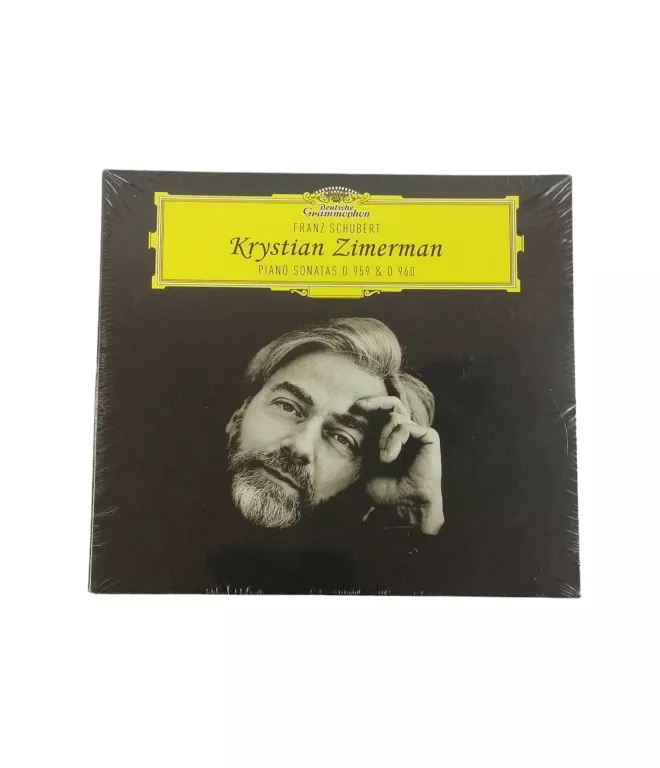 Deutsche
Grammophon
FRANZ SCHUBERT
Krystian Zimerman
PIANO SONATAS D 959 & D 960